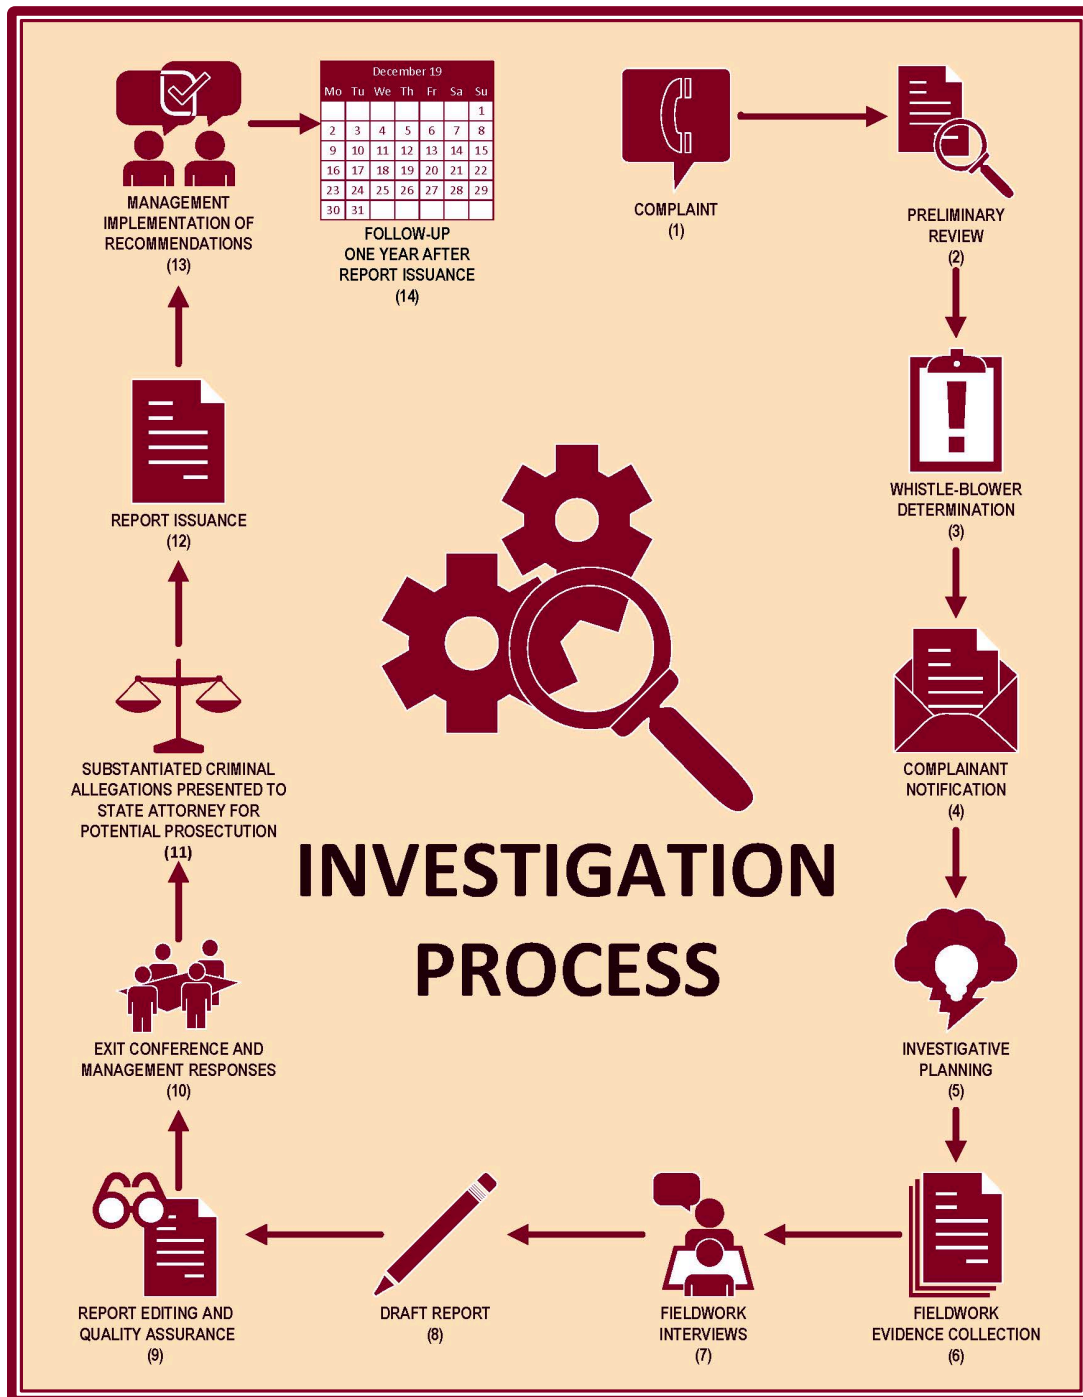 INVESTIGATION
PROCESS
COMPLAINT
(1)
PRELIMINARY
REVIEW
(2)
WHISTLE-BLOWER
DETERMINATION
(3)
COMPLAINANT
NOTIFICATION
(4)
INVESTIGATIVE
PLANNING
(5)
FIELDWORK
EVIDENCE COLLECTION
(6)
FIELDWORK
INTERVIEWS
(7)
DRAFT REPORT
(8)
REPORT EDITING AND
QUALITY ASSURANCE
(9)
EXIT CONFERENCE AND
MANAGEMENT RESPONSES
(10)
SUBSTANTIATED CRIMINAL
ALLEGATIONS PRESENTED TO
STATE ATTORNEY FOR
POTENTIAL PROSECTUTION
(11)
REPORT ISSUANCE
(12)
MANAGEMENT
IMPLEMENTATION OF
RECOMMENDATIONS
(13)
December 19
Mo Tu We Th Fr Sa Su
1
2 3 4 5 6 7 8
9 10 11 12 13 14 15
16 17 18 19 20 21 22
23 24 25 26 27 28 29
30 31
FOLLOW-UP
ONE YEAR AFTER
REPORT ISSUANCE
(14)